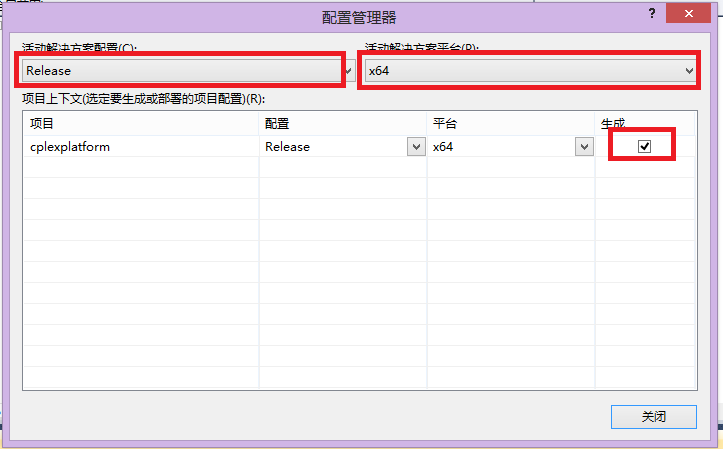 配置管理器
?
活动解决方案配置(C):
活动解决方案平台(P):
Release
x64
项目上下文(选定要生成或部署的项目配置)(R):
项目 配置 平台 生成
cplexplatform Release x64
关闭